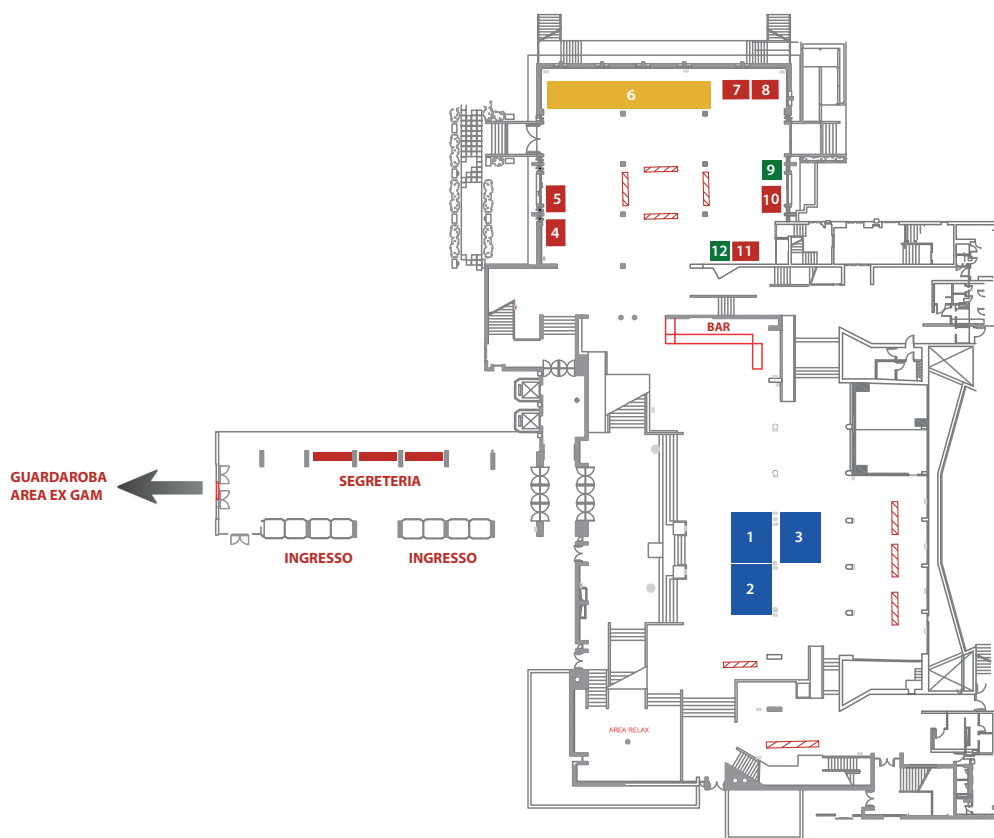 6
7
8
9
5
10
4
12
11
BAR
GUARDAROBA
AREA EX GAM
SEGRETERIA
INGRESSO
INGRESSO
1
3
2
AREA RELAX